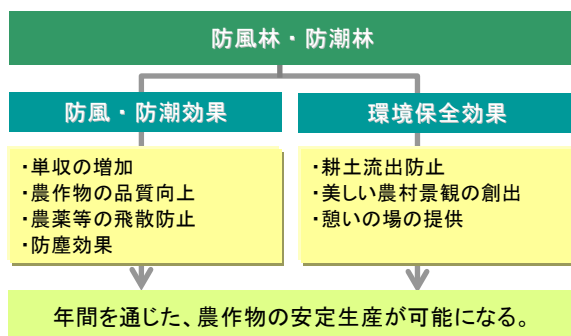 防風林・防潮林
防風・防潮効果
・単収の増加
・農作物の品質向上
・農薬等の飛散防止
・防塵効果
環境保全効果
・耕土流出防止
・美しい農村景観の創出
・憩いの場の提供
年間を通じた、農作物の安定生産が可能になる。